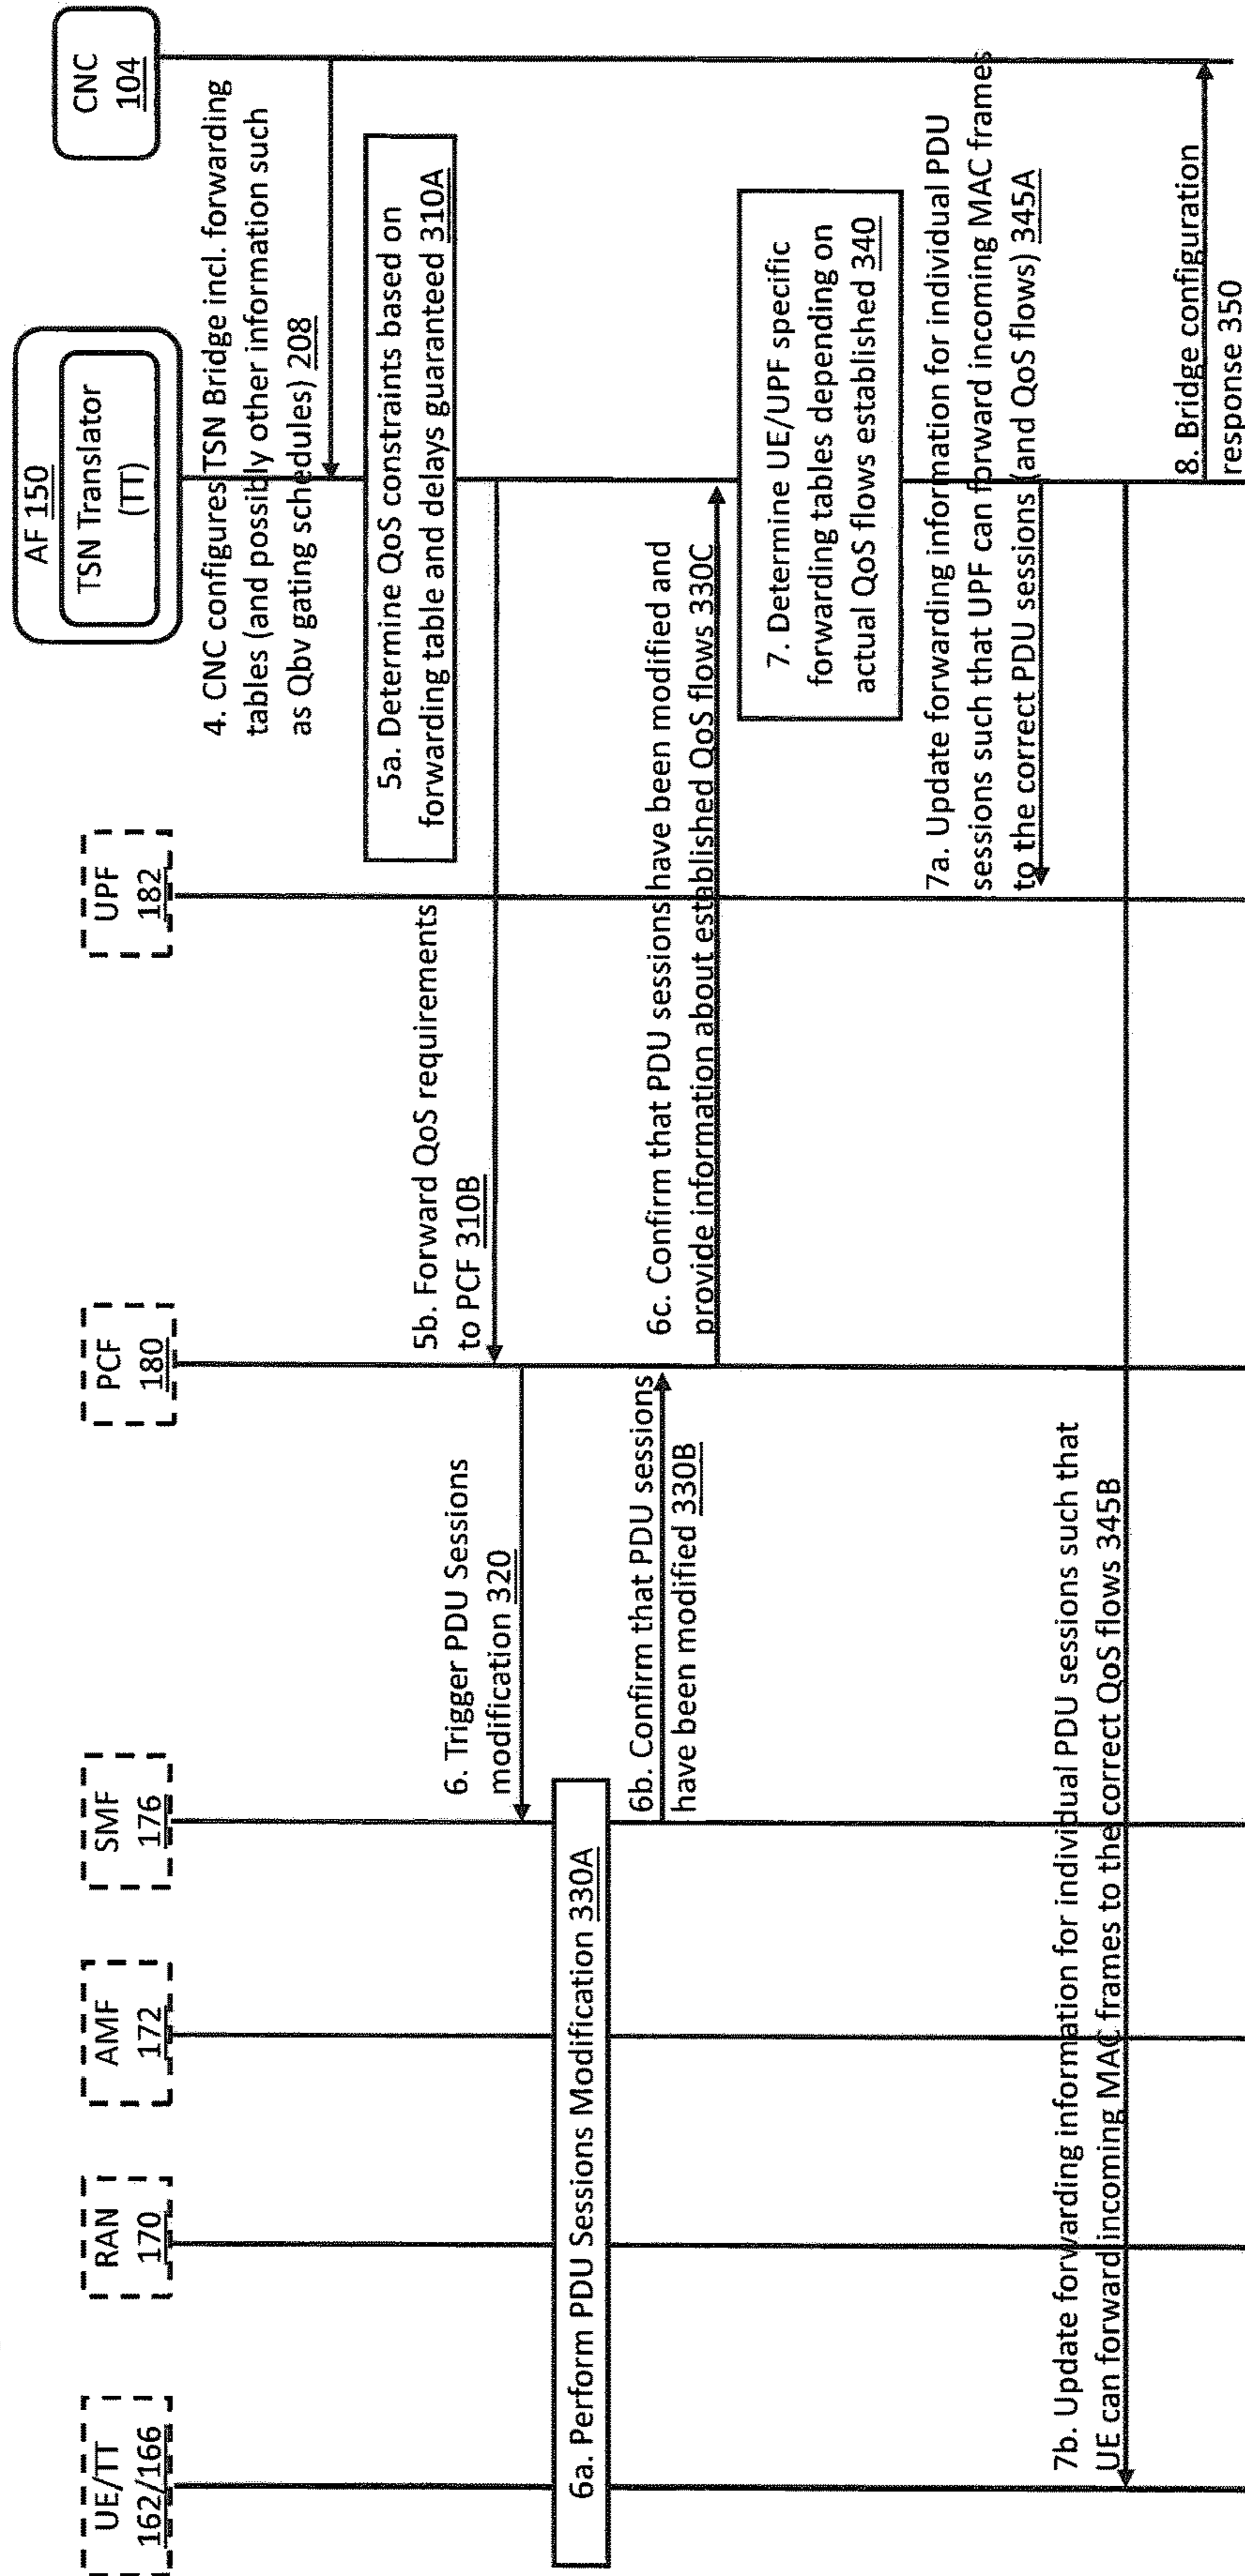 UE/TT
162/166
RAN
170
AMF
172
SMF
176
PCF
180
UPF
182
AF 150
TSN Translator
(TT)
CNC
104
4. CNC configures TSN Bridge incl. forwarding
tables (and possibly other information such
as Qbv gating schedules) 208
5a. Determine QoS constraints based on
forwarding table and delays guaranteed 310A
5b. Forward QoS requirements
to PCF 310B
6. Trigger PDU Sessions
modification 320
6a. Perform PDU Sessions Modification 330A
6b. Confirm that PDU sessions
have been modified 330B
6c. Confirm that PDU sessions have been modified and
provide information about established QoS flows 330C
7. Determine UE/UPF specific
forwarding tables depending on
actual QoS flows established 340
7a. Update forwarding information for individual PDU
sessions such that UPF can forward incoming MAC frames
to the correct PDU sessions (and QoS flows) 345A
7b. Update forwarding information for individual PDU sessions such that
UE can forward incoming MAC frames to the correct QoS flows 345B
8. Bridge configuration
response 350